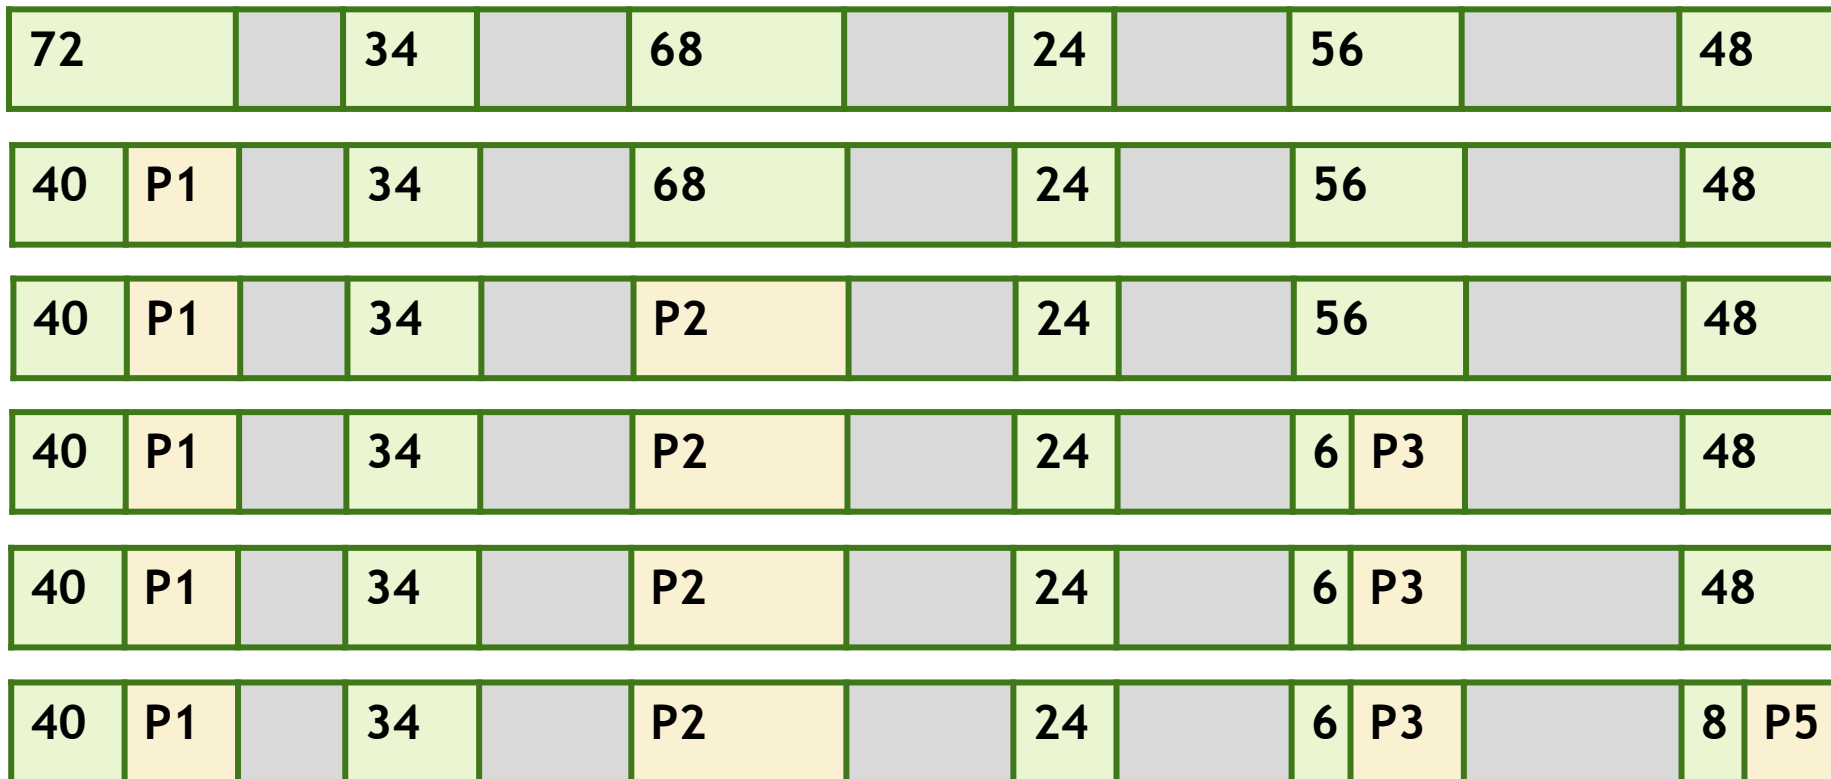 72 34 68 24 56 48
40 P1 34 68 24 56 48
40 P1 34 P2 24 56 48
40 P1 34 P2 24 6 P3 48
40 P1 34 P2 24 6 P3 48
40 P1 34 P2 24 6 P3 8 P5